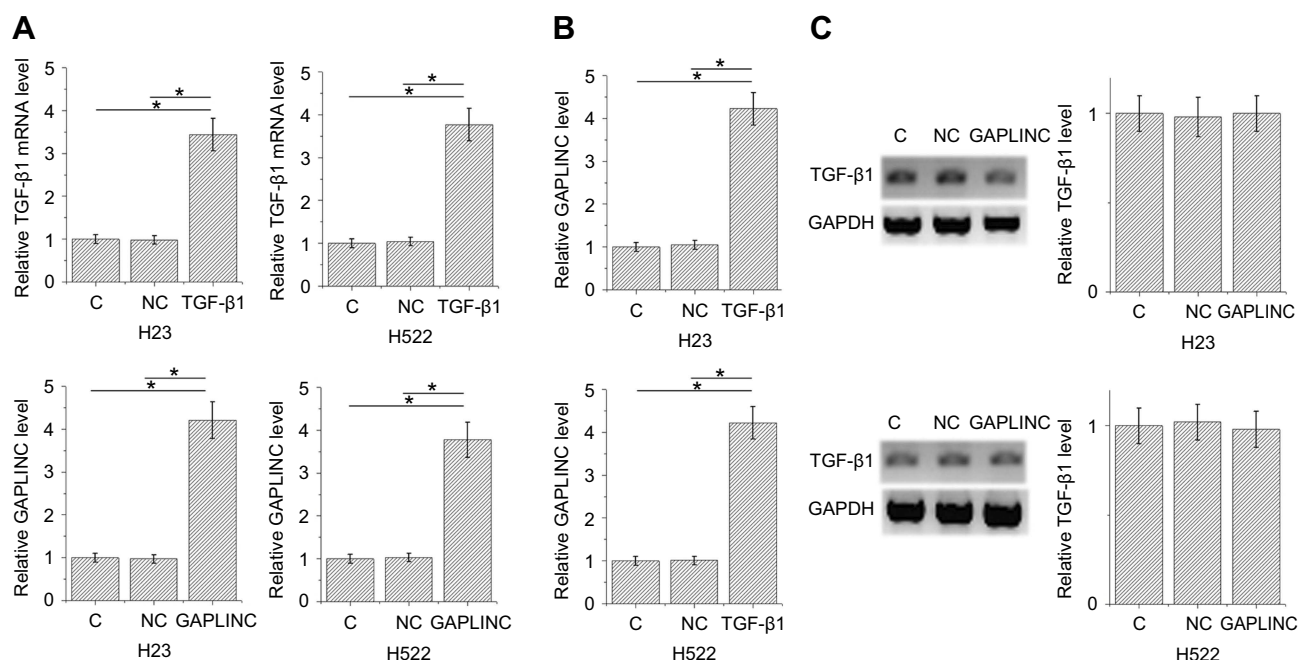 A
Relative TGF-β1 mRNA level
5
4
3
2
1
0
*
*
C NC TGF-β1
H23
Relative TGF-β1 mRNA level
5
4
3
2
1
0
*
*
C NC TGF-β1
H522
Relative GAPLINC level
5
4
3
2
1
0
*
*
C NC GAPLINC
H23
Relative GAPLINC level
5
4
3
2
1
0
*
*
C NC GAPLINC
H522
B
Relative GAPLINC level
5
4
3
2
1
0
*
*
C NC TGF-β1
H23
Relative GAPLINC level
5
4
3
2
1
0
*
*
C NC TGF-β1
H522
C
C NC GAPLINC
TGF-β1
GAPDH
Relative TGF-β1 level
1
0
C NC GAPLINC
H23
C NC GAPLINC
TGF-β1
GAPDH
Relative TGF-β1 level
1
0
C NC GAPLINC
H522